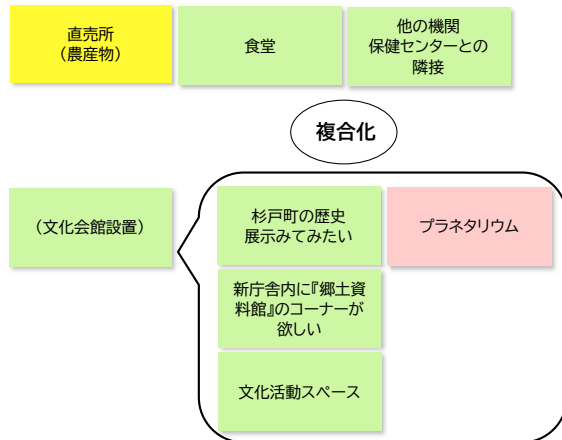 直売所
（農産物）
食堂
他の機関
保健センターとの
隣接
複合化
（文化会館設置）
杉戸町の歴史
展示みてみたい
プラネタリウム
新庁舎内に『郷土資
料館』のコーナーが
欲しい
文化活動スペース